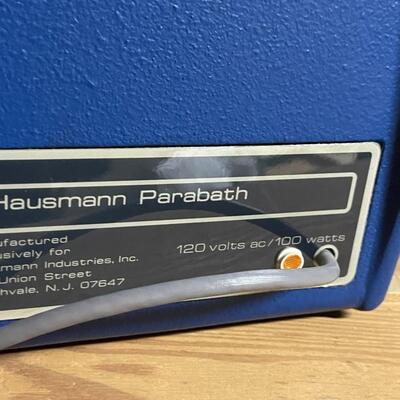 Hausmann Parabath
120 volts ac/100 watts
ufactured
usively for
mann Industries, Inc.
Union Street
hvale, N. J. 07647